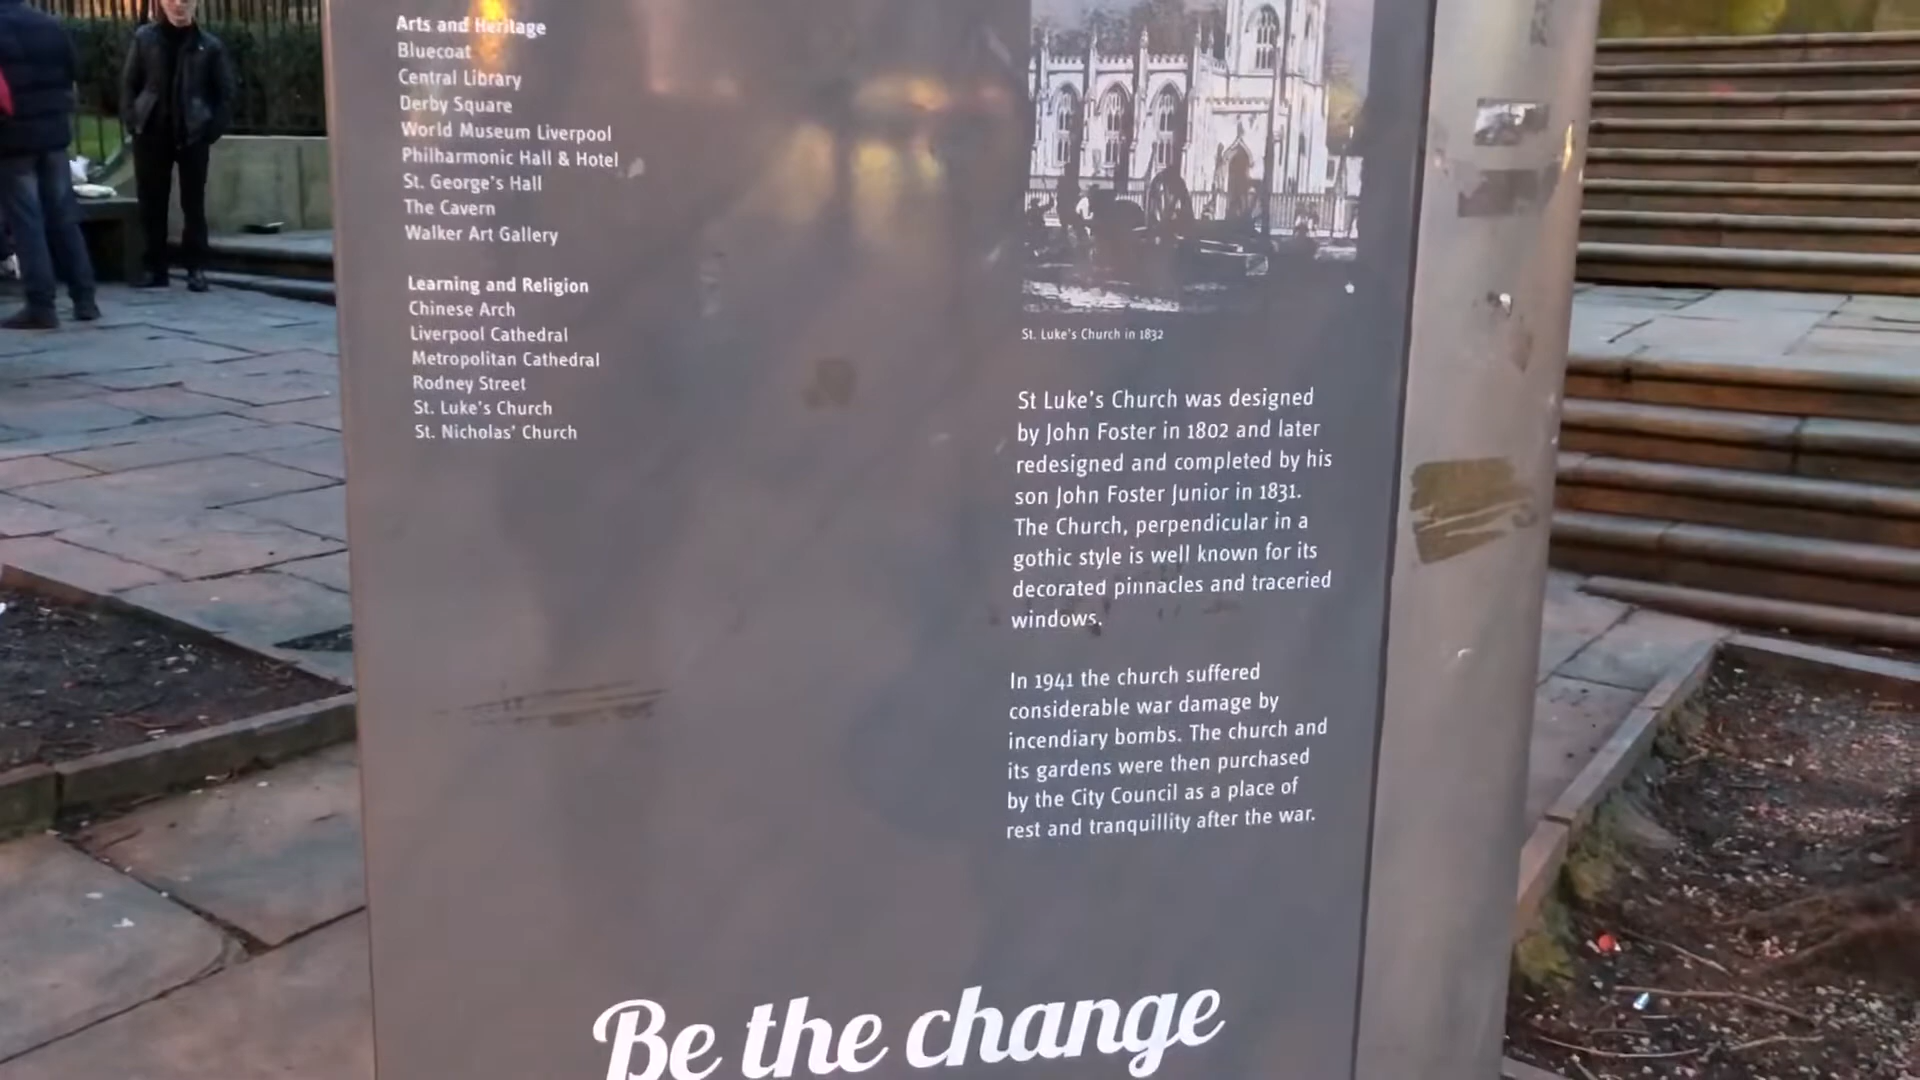 Arts and Heritage
Bluecoat
Central Library
Derby Square
World Museum Liverpool
Philharmonic Hall & Hotel
St. George's Hall
The Cavern
Walker Art Gallery
Learning and Religion
Chinese Arch
Liverpool Cathedral
Metropolitan Cathedral
Rodney Street
St. Luke's Church
St. Nicholas' Church
St. Luke's Church in 1832
St Luke's Church was designed
by John Foster in 1802 and later
redesigned and completed by his
son John Foster Junior in 1831.
The Church, perpendicular in a
gothic style is well known for its
decorated pinnacles and traceried
windows.
In 1941 the church suffered
considerable war damage by
incendiary bombs. The church and
its gardens were then purchased
by the City Council as a place of
rest and tranquillity after the war.
Be the change